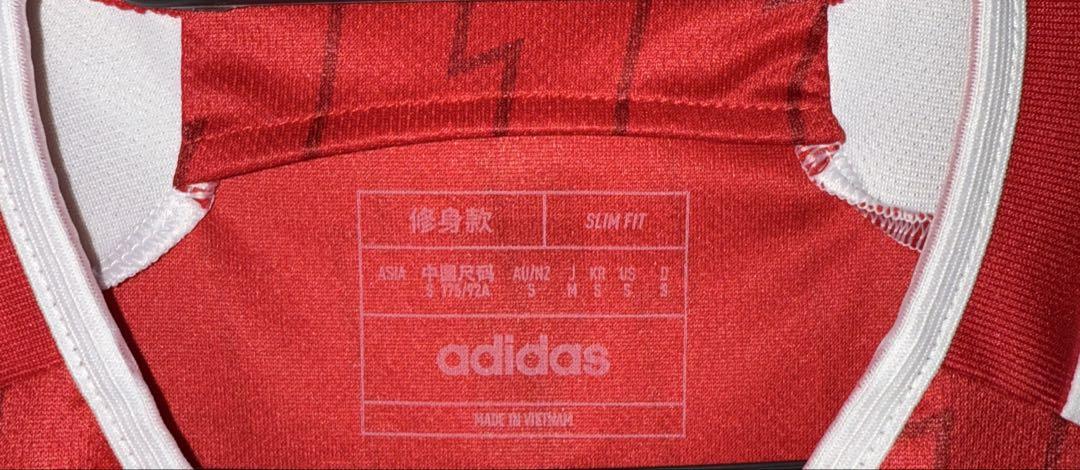 修身款 SLIM FIT
ASIA 中国尺码 AU/NZ J KR US D
S 175/72A S M S S S
adidas
MADE IN VIETNAM